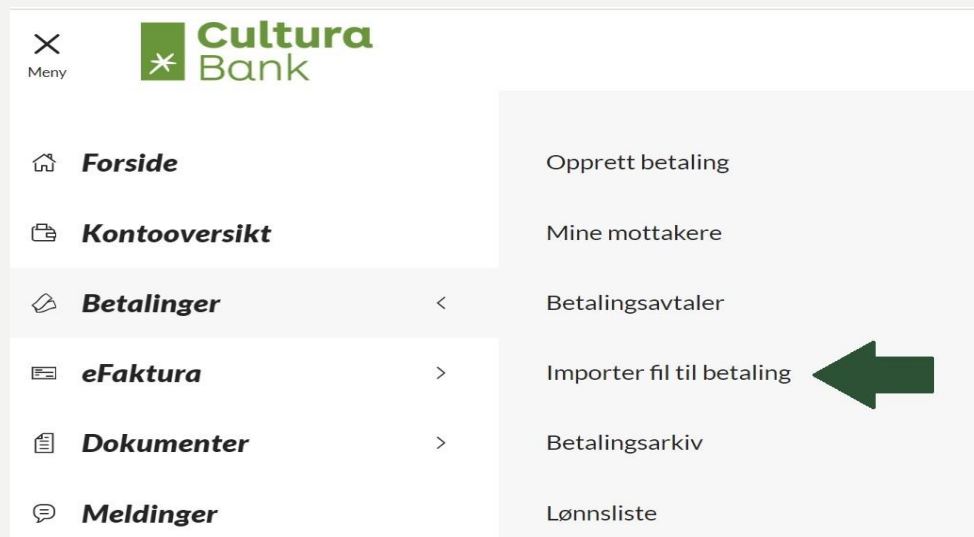 Meny
Cultura
Bank
Forside
Kontooversikt
Betalinger
eFaktura
Dokumenter
Meldinger
Opprett betaling
Mine mottakere
Betalingsavtaler
Importer fil til betaling
Betalingsarkiv
Lønnsliste